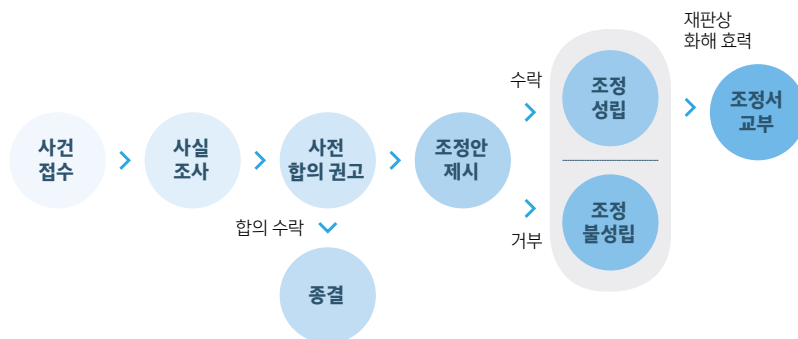 사건
접수
사실
조사
사전
합의 권고
합의 수락
종결
조정안
제시
수락
조정
성립
거부
조정
불성립
재판상
화해 효력
조정서
교부